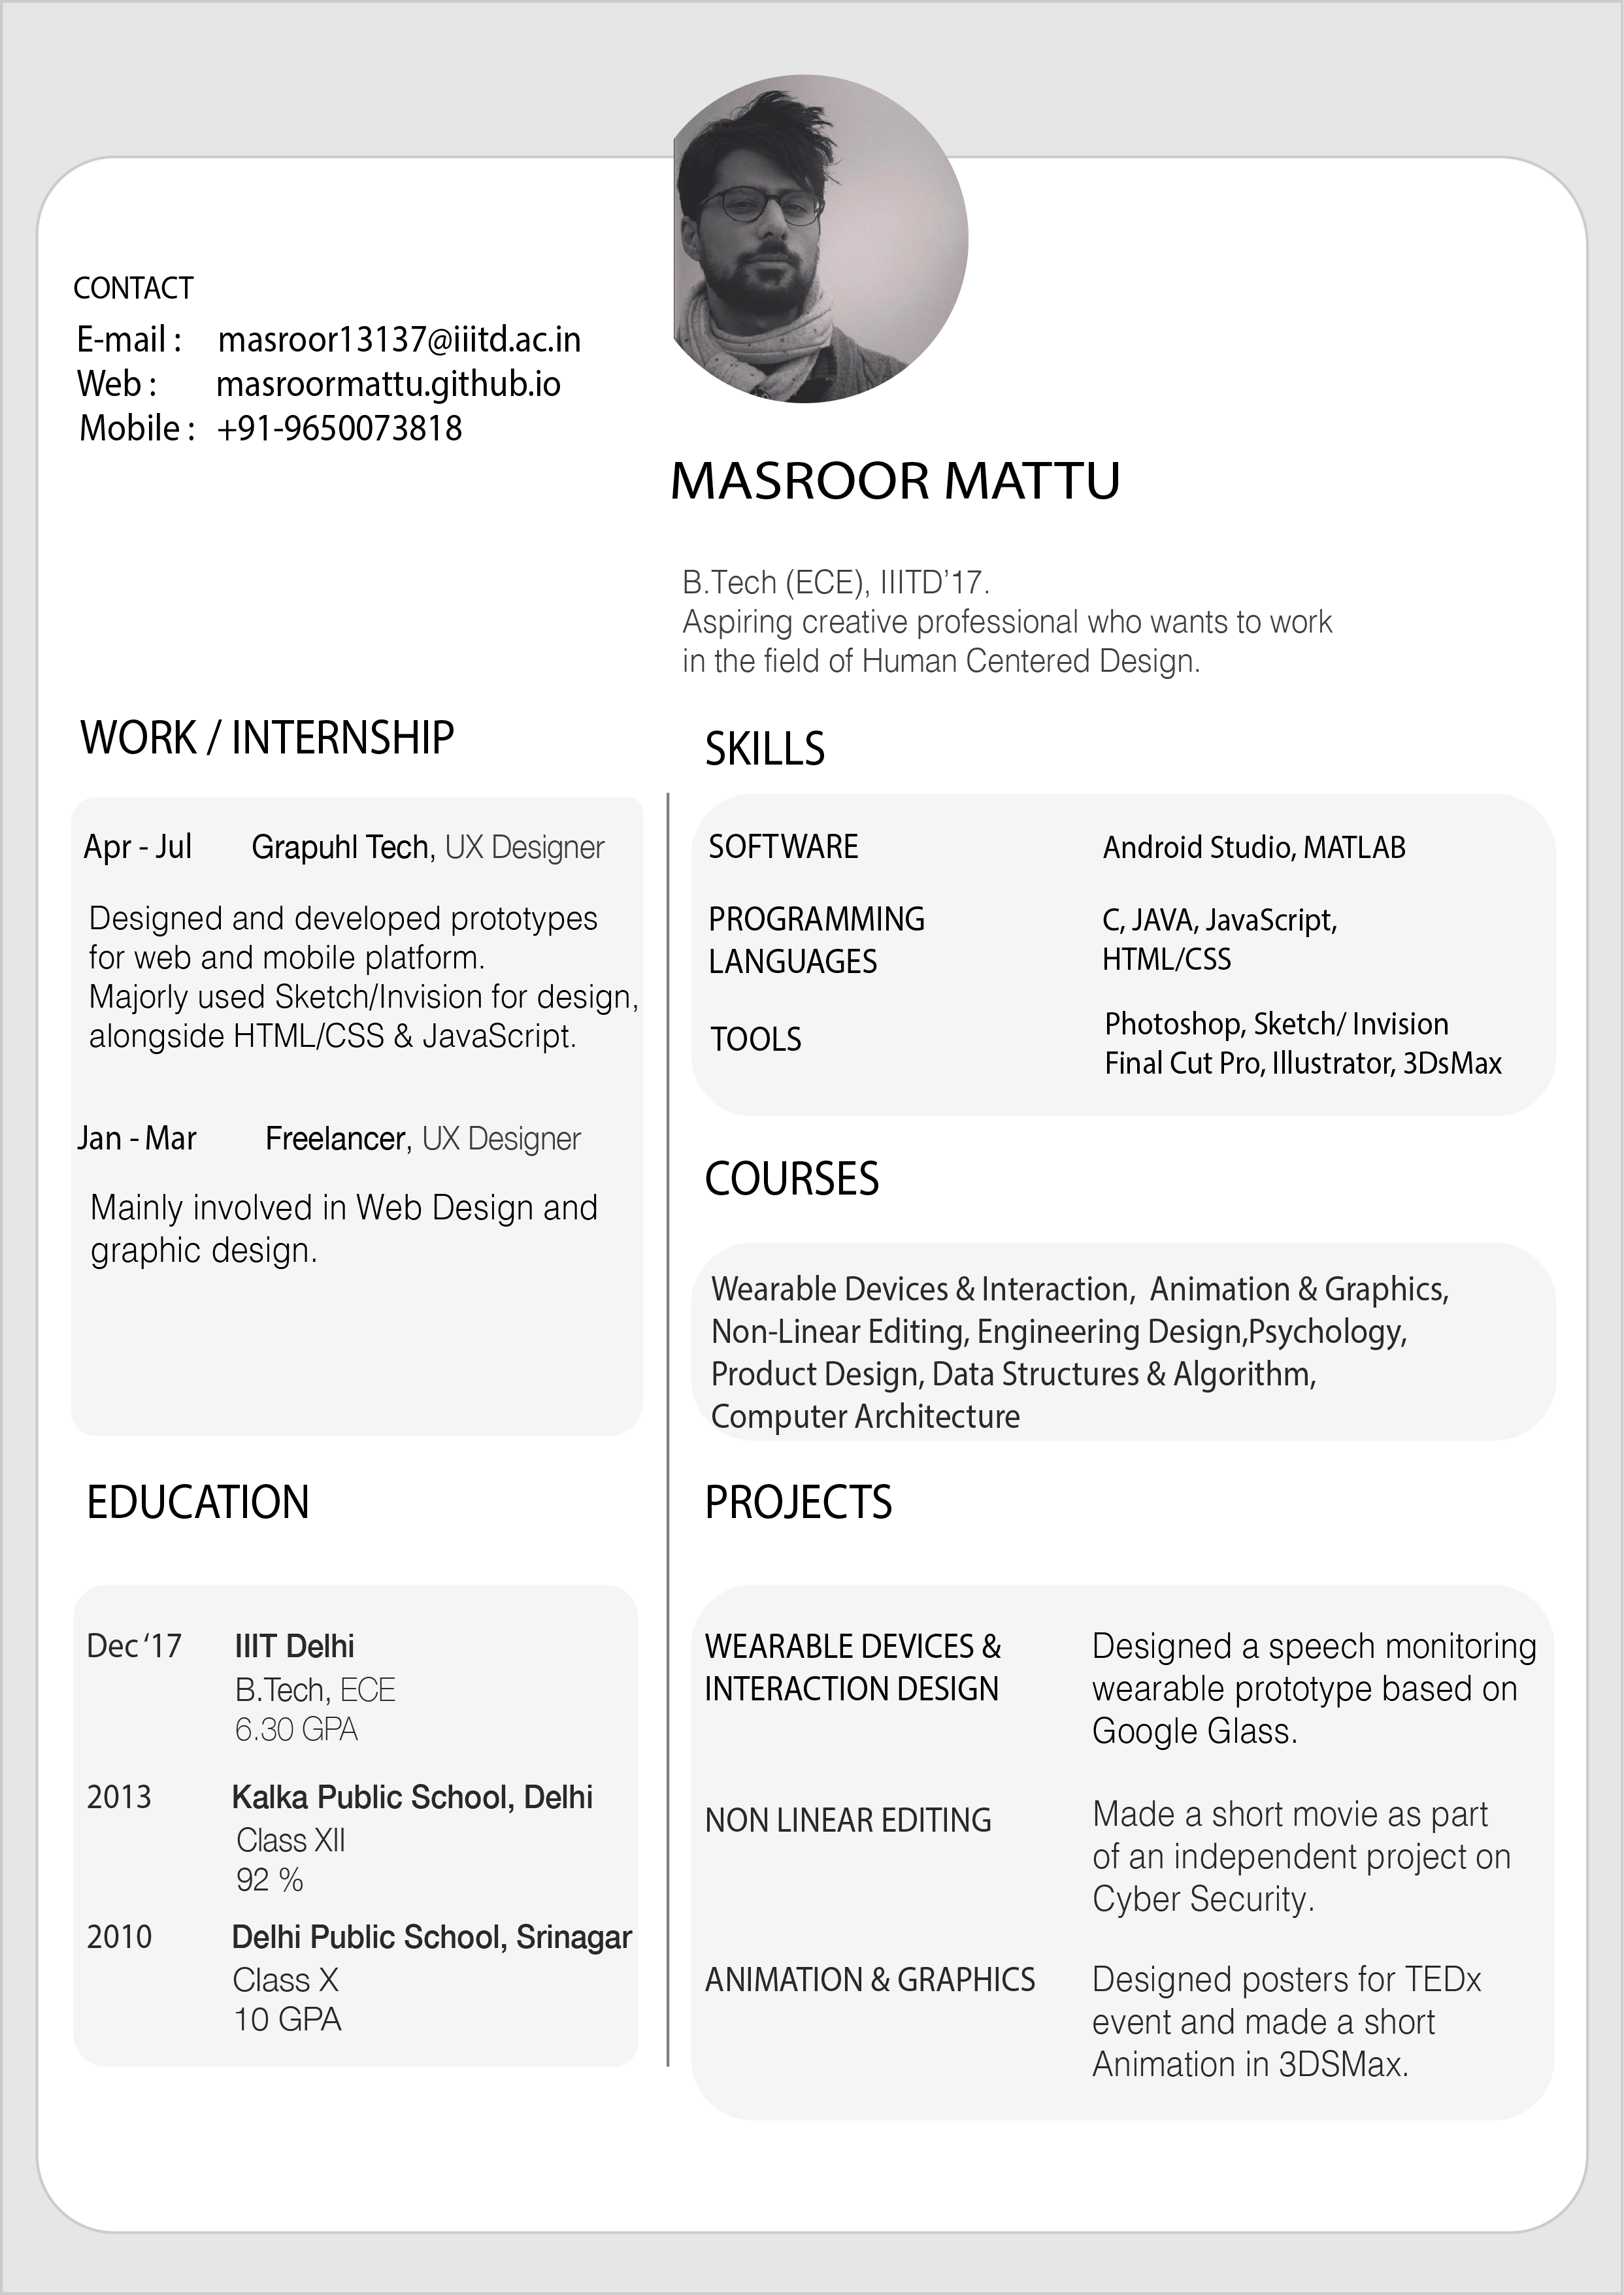 CONTACT
E-mail : masroor13137@iiitd.ac.in
Web : masroormattu.github.io
Mobile : +91-9650073818
MASROOR MATTU
B.Tech (ECE), IIITD’17.
Aspiring creative professional who wants to work
in the field of Human Centered Design.
WORK / INTERNSHIP
Apr - Jul Grapuhl Tech, UX Designer
Designed and developed prototypes
for web and mobile platform.
Majorly used Sketch/Invision for design,
alongside HTML/CSS & JavaScript.
Jan - Mar Freelancer, UX Designer
Mainly involved in Web Design and
graphic design.
EDUCATION
Dec ‘17 IIIT Delhi
B.Tech, ECE
6.30 GPA
2013 Kalka Public School, Delhi
Class XII
92 %
2010 Delhi Public School, Srinagar
Class X
10 GPA
SKILLS
SOFTWARE Android Studio, MATLAB
PROGRAMMING C, JAVA, JavaScript,
LANGUAGES HTML/CSS
TOOLS Photoshop, Sketch/ Invision
Final Cut Pro, Illustrator, 3DsMax
COURSES
Wearable Devices & Interaction, Animation & Graphics,
Non-Linear Editing, Engineering Design,Psychology,
Product Design, Data Structures & Algorithm,
Computer Architecture
PROJECTS
WEARABLE DEVICES & Designed a speech monitoring
INTERACTION DESIGN wearable prototype based on
Google Glass.
NON LINEAR EDITING Made a short movie as part
of an independent project on
Cyber Security.
ANIMATION & GRAPHICS Designed posters for TEDx
event and made a short
Animation in 3DSMax.